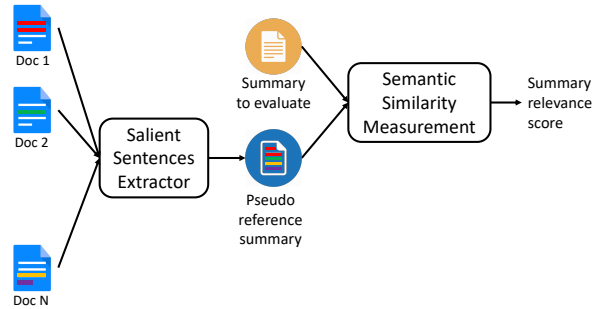 Doc 1
Doc 2
Doc N
Salient
Sentences
Extractor
Summary
to evaluate
Pseudo
reference
summary
Semantic
Similarity
Measurement
Summary
relevance
score